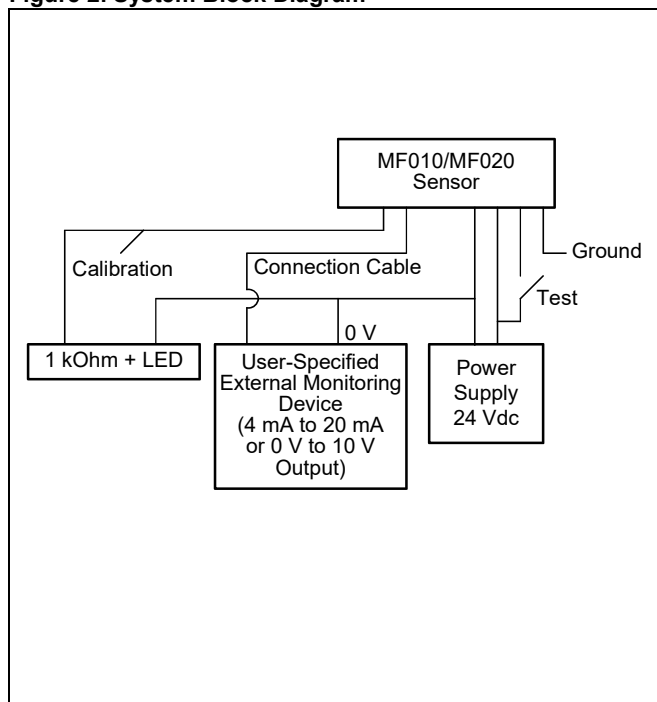 Figure 2. System Block Diagram
MF010/MF020
Sensor
Ground
Calibration
Connection Cable
Test
0 V
1 kOhm + LED
User-Specified
External Monitoring
Device
(4 mA to 20 mA
or 0 V to 10 V
Output)
Power
Supply
24 Vdc